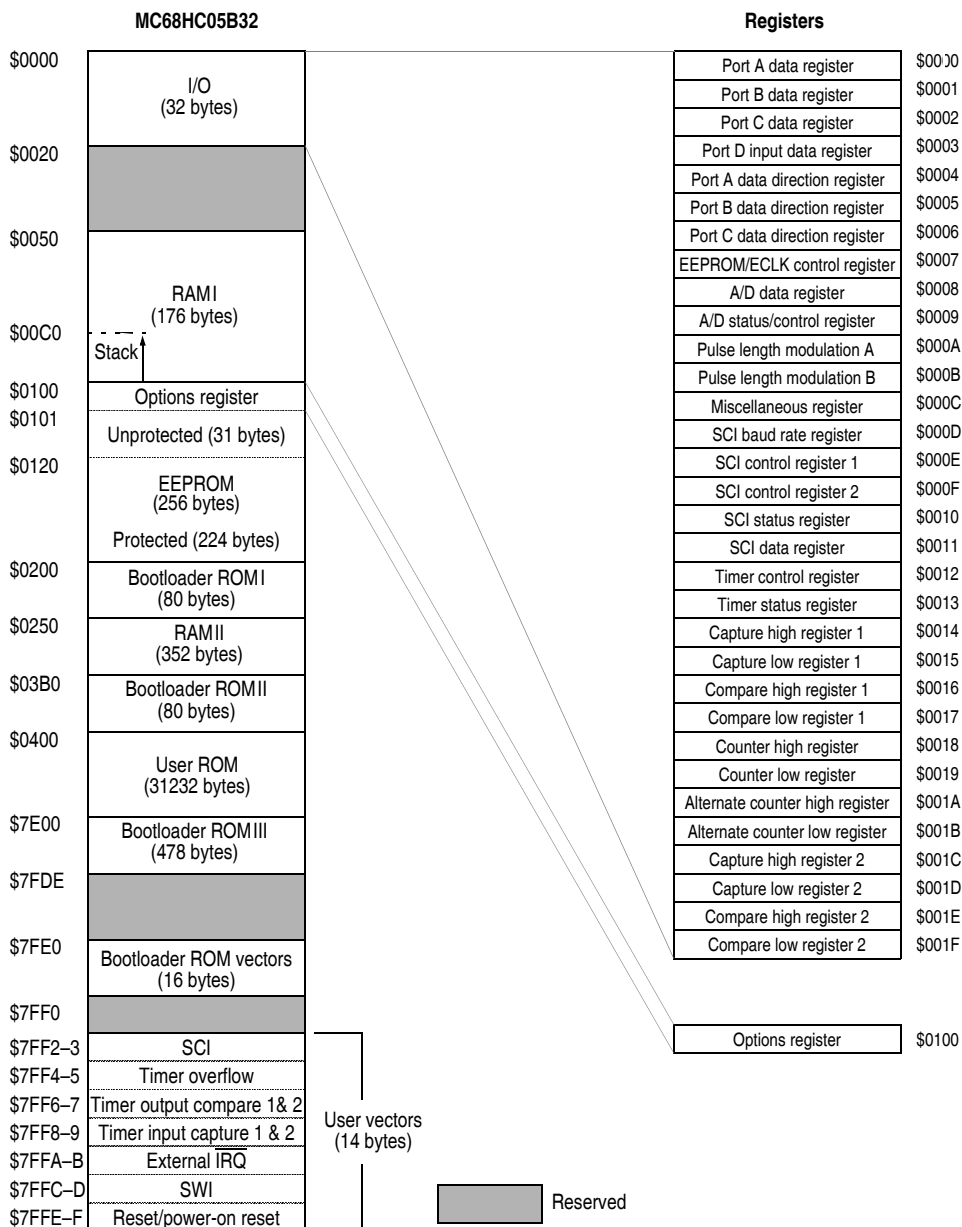 MC68HC05B32
$0000
I/O
(32 bytes)
$0020
$0050
RAMI
(176 bytes)
$00C0
Stack
$0100
Options register
$0101
Unprotected (31 bytes)
$0120
EEPROM
(256 bytes)
Protected (224 bytes)
$0200
Bootloader ROMI
(80 bytes)
$0250
RAMII
(352 bytes)
$03B0
Bootloader ROMII
(80 bytes)
$0400
User ROM
(31232 bytes)
$7E00
Bootloader ROMIII
(478 bytes)
$7FDE
$7FE0
Bootloader ROM vectors
(16 bytes)
$7FF0
$7FF2–3 SCI
$7FF4–5 Timer overflow
$7FF6–7 Timer output compare 1& 2
$7FF8–9 Timer input capture 1 & 2
$7FFA–B External IRQ
$7FFC–D SWI
$7FFE–F Reset/power-on reset
User vectors
(14 bytes)
Reserved
Registers
Port A data register $0000
Port B data register $0001
Port C data register $0002
Port D input data register $0003
Port A data direction register $0004
Port B data direction register $0005
Port C data direction register $0006
EEPROM/ECLK control register $0007
A/D data register $0008
A/D status/control register $0009
Pulse length modulation A $000A
Pulse length modulation B $000B
Miscellaneous register $000C
SCI baud rate register $000D
SCI control register 1 $000E
SCI control register 2 $000F
SCI status register $0010
SCI data register $0011
Timer control register $0012
Timer status register $0013
Capture high register 1 $0014
Capture low register 1 $0015
Compare high register 1 $0016
Compare low register 1 $0017
Counter high register $0018
Counter low register $0019
Alternate counter high register $001A
Alternate counter low register $001B
Capture high register 2 $001C
Capture low register 2 $001D
Compare high register 2 $001E
Compare low register 2 $001F
Options register $0100